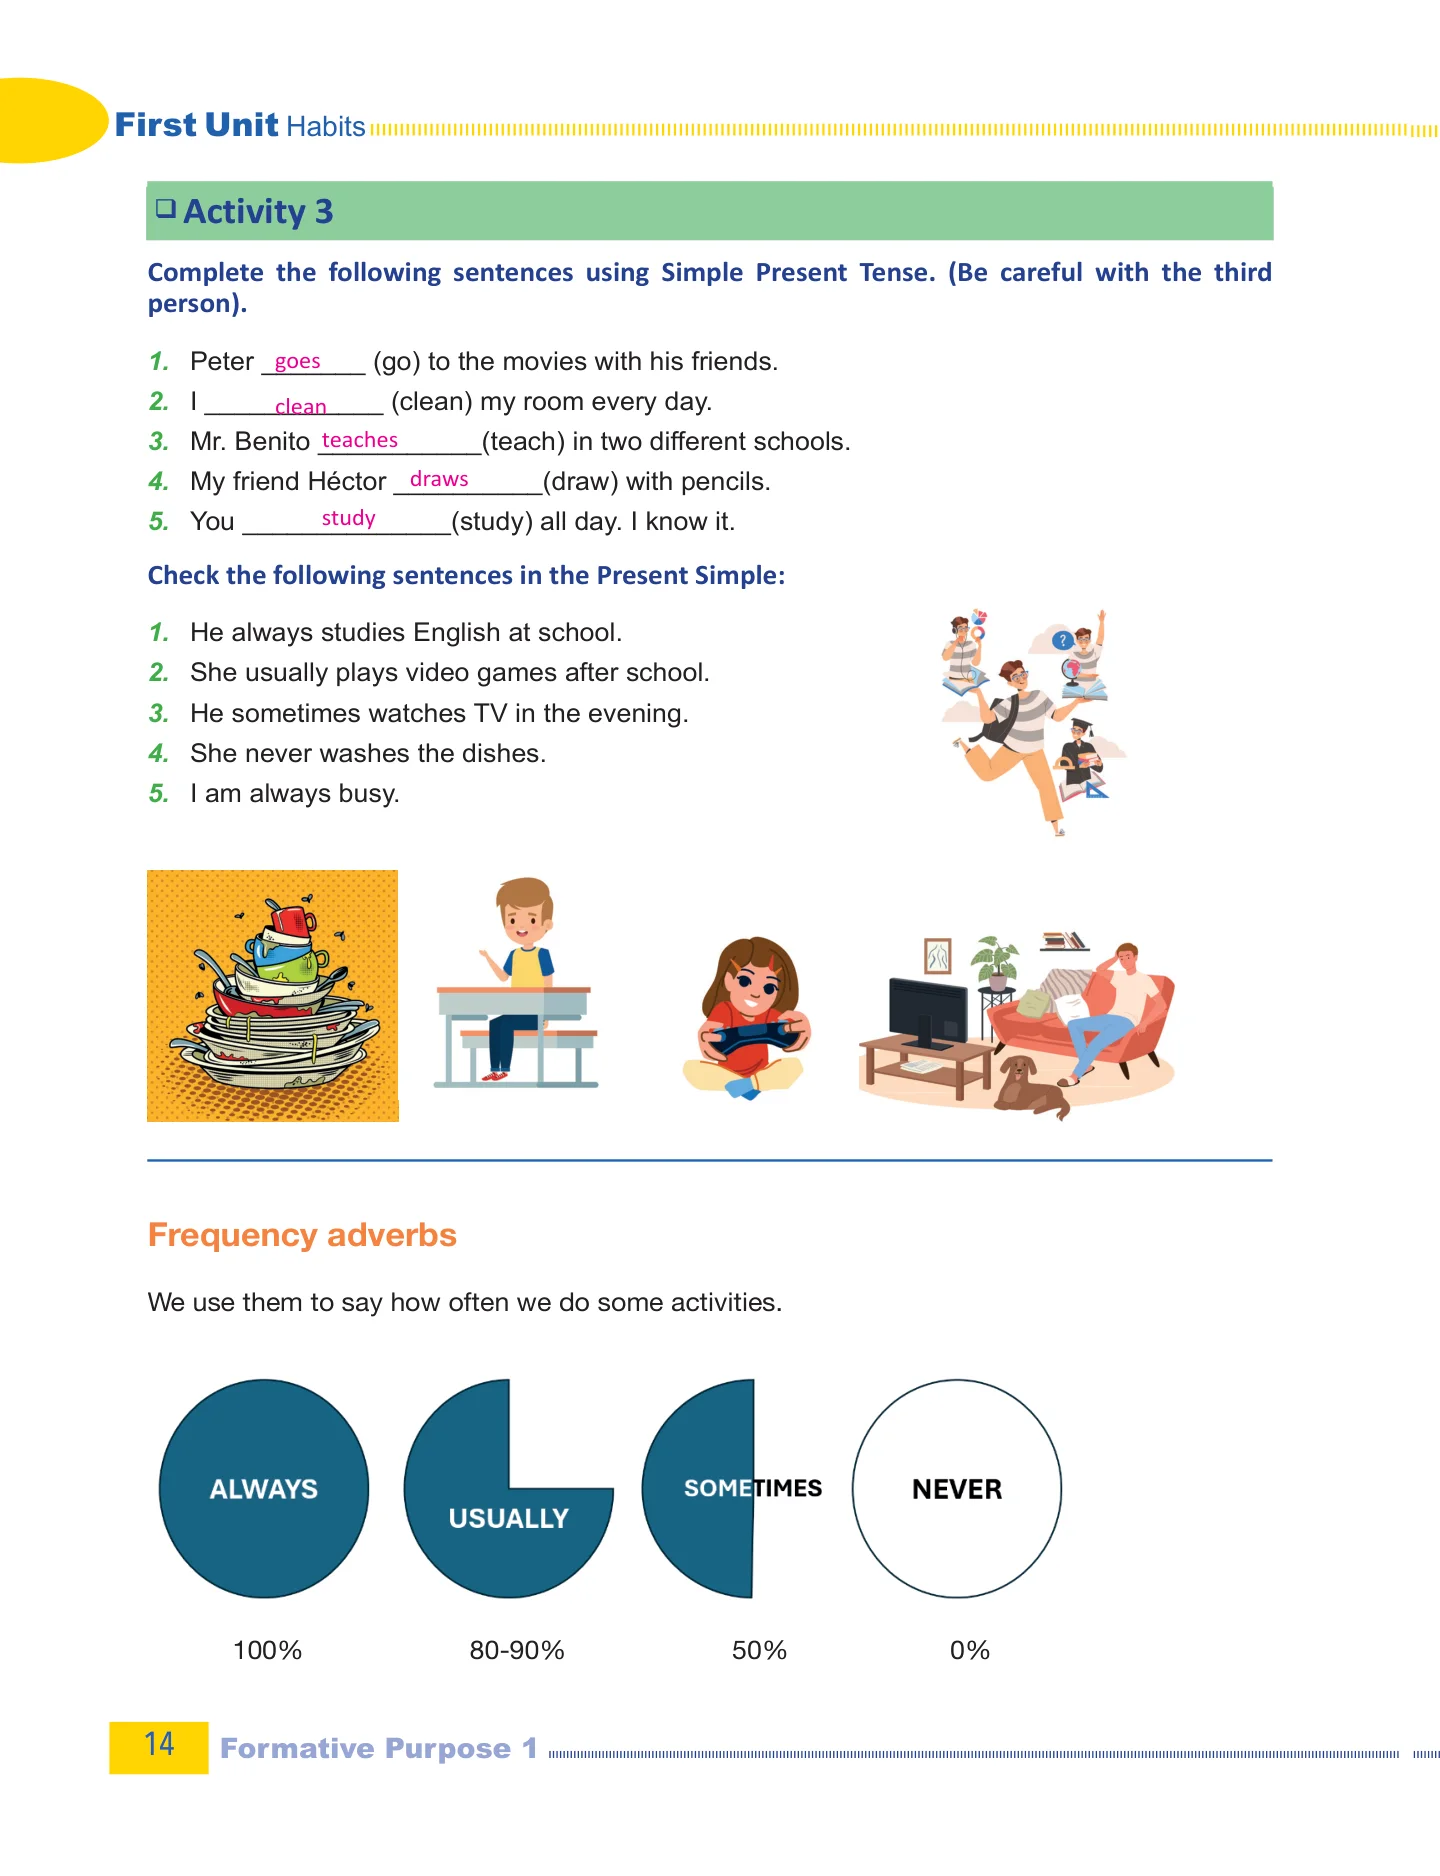 First Unit Habits
❑ Activity 3
Complete the following sentences using Simple Present Tense. (Be careful with the third
person).
1. Peter _goes___ (go) to the movies with his friends.
2. I _____clean____ (clean) my room every day.
3. Mr. Benito teaches______(teach) in two different schools.
4. My friend Héctor _draws_____(draw) with pencils.
5. You ______study_____(study) all day. I know it.
Check the following sentences in the Present Simple:
1. He always studies English at school.
2. She usually plays video games after school.
3. He sometimes watches TV in the evening.
4. She never washes the dishes.
5. I am always busy.
?
Frequency adverbs
We use them to say how often we do some activities.
ALWAYS USUALLY SOMETIMES NEVER
100% 80-90% 50% 0%
14 Formative Purpose 1